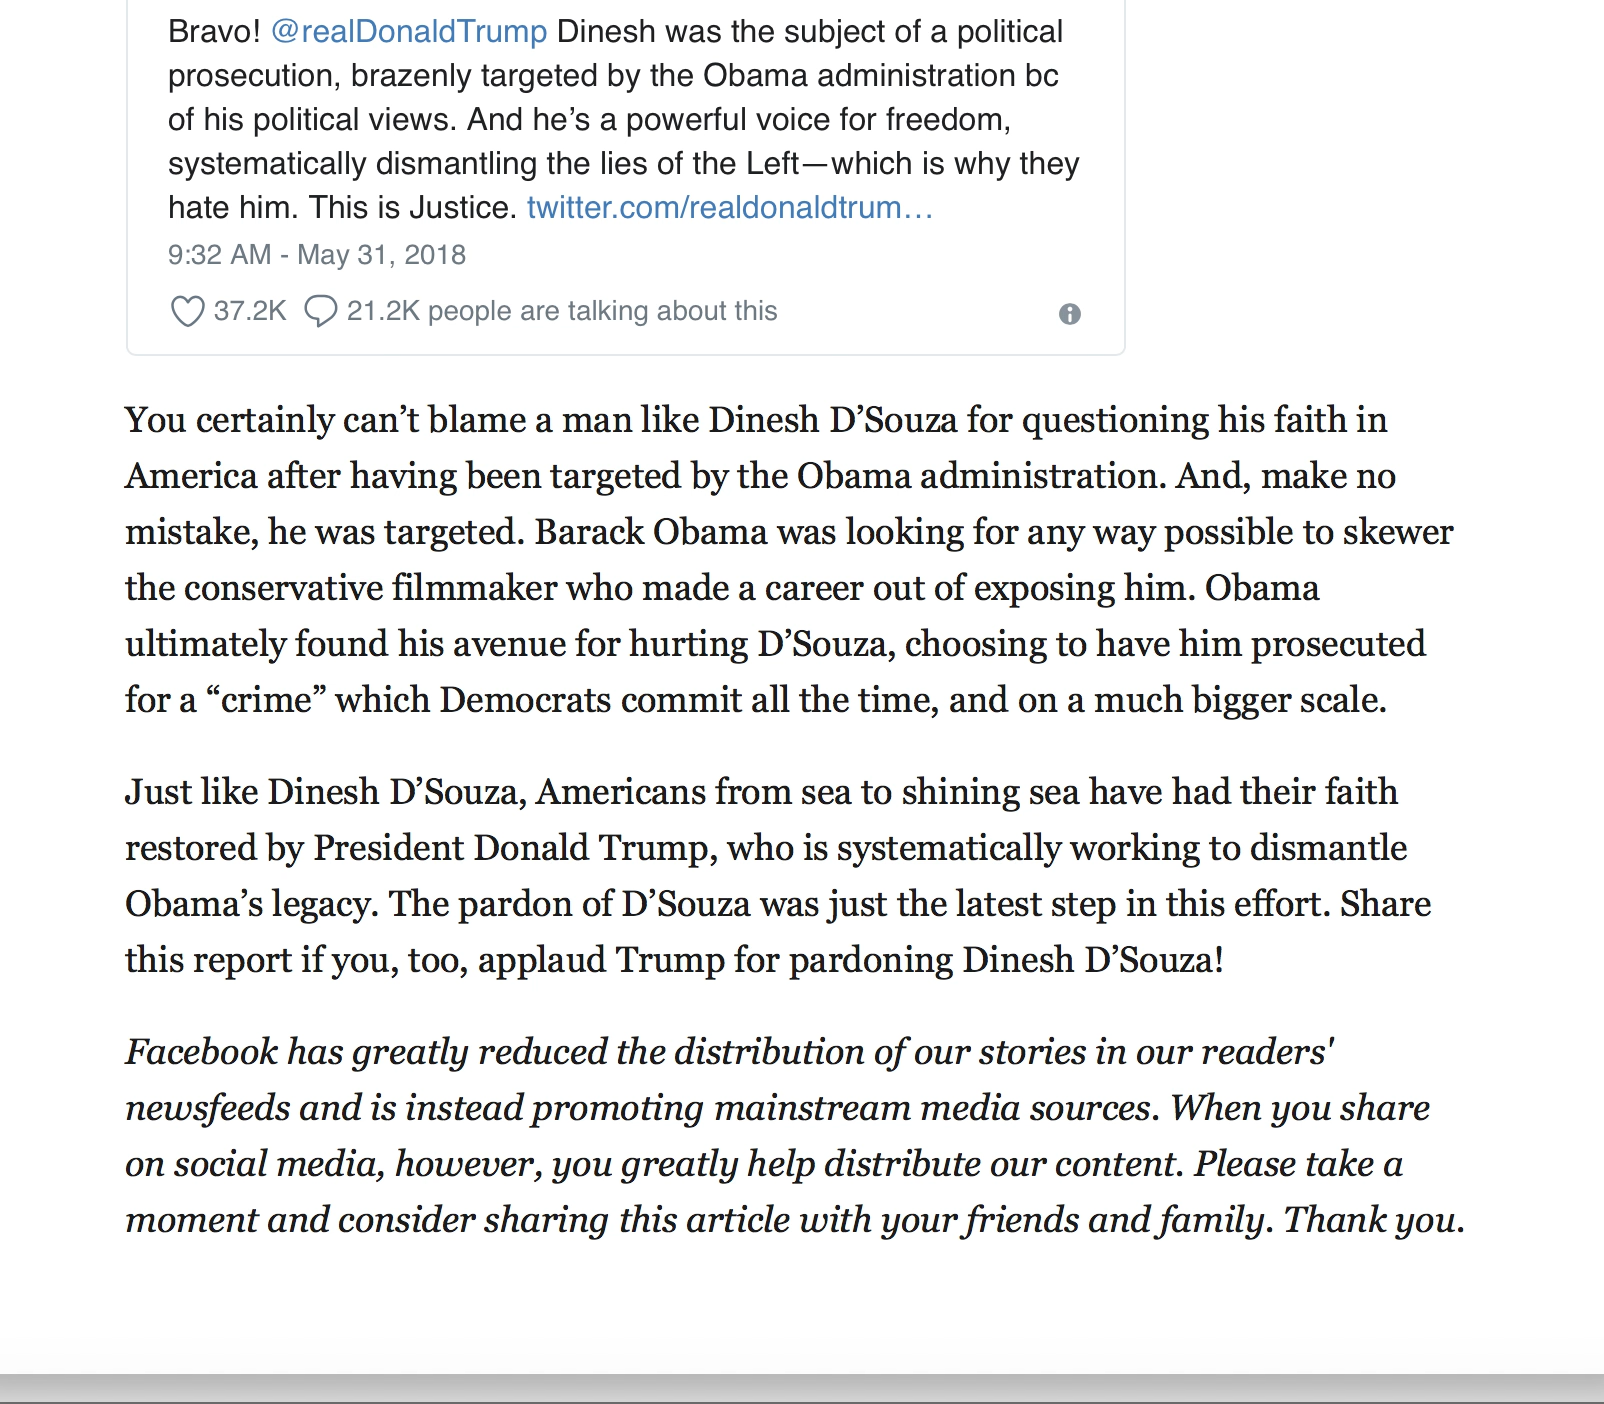 Bravo! @realDonaldTrump Dinesh was the subject of a political
prosecution, brazenly targeted by the Obama administration bc
of his political views. And he’s a powerful voice for freedom,
systematically dismantling the lies of the Left—which is why they
hate him. This is Justice. twitter.com/realdonaldtrum…
9:32 AM - May 31, 2018
37.2K 21.2K people are talking about this
You certainly can’t blame a man like Dinesh D’Souza for questioning his faith in
America after having been targeted by the Obama administration. And, make no
mistake, he was targeted. Barack Obama was looking for any way possible to skewer
the conservative filmmaker who made a career out of exposing him. Obama
ultimately found his avenue for hurting D’Souza, choosing to have him prosecuted
for a “crime” which Democrats commit all the time, and on a much bigger scale.
Just like Dinesh D’Souza, Americans from sea to shining sea have had their faith
restored by President Donald Trump, who is systematically working to dismantle
Obama’s legacy. The pardon of D’Souza was just the latest step in this effort. Share
this report if you, too, applaud Trump for pardoning Dinesh D’Souza!
Facebook has greatly reduced the distribution of our stories in our readers'
newsfeeds and is instead promoting mainstream media sources. When you share
on social media, however, you greatly help distribute our content. Please take a
moment and consider sharing this article with your friends and family. Thank you.